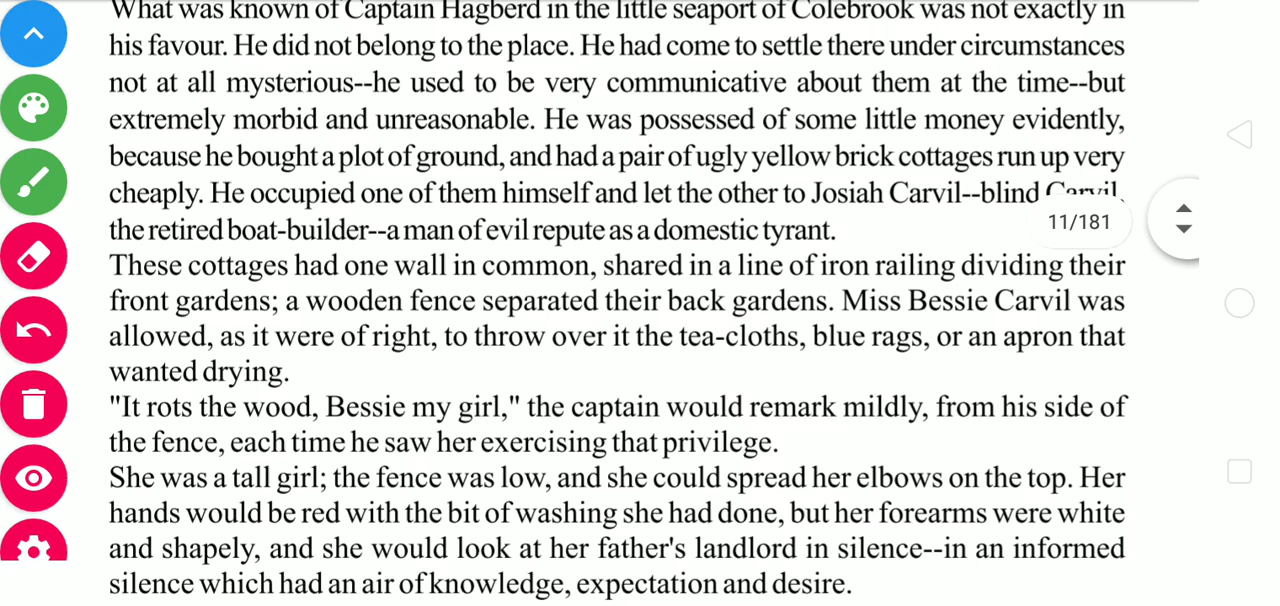 What was known of Captain Hagberd in the little seaport of Colebrook was not exactly in
his favour. He did not belong to the place. He had come to settle there under circumstances
not at all mysterious--he used to be very communicative about them at the time--but
extremely morbid and unreasonable. He was possessed of some little money evidently,
because he bought a plot of ground, and had a pair of ugly yellow brick cottages run up very
cheaply. He occupied one of them himself and let the other to Josiah Carvil--blind Carvil,
11/181
the retired boat-builder--a man of evil repute as a domestic tyrant.
These cottages had one wall in common, shared in a line of iron railing dividing their
front gardens; a wooden fence separated their back gardens. Miss Bessie Carvil was
allowed, as it were of right, to throw over it the tea-cloths, blue rags, or an apron that
wanted drying.
"It rots the wood, Bessie my girl," the captain would remark mildly, from his side of
the fence, each time he saw her exercising that privilege.
She was a tall girl; the fence was low, and she could spread her elbows on the top. Her
hands would be red with the bit of washing she had done, but her forearms were white
and shapely, and she would look at her father's landlord in silence--in an informed
silence which had an air of knowledge, expectation and desire.